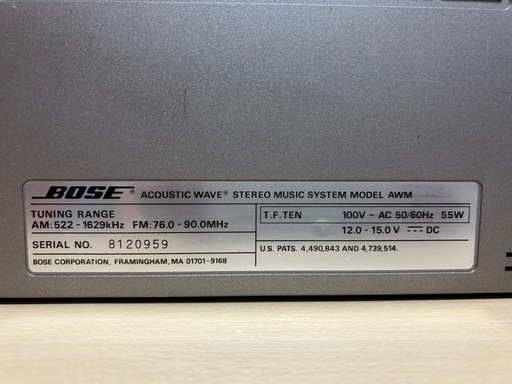 BOSE® ACOUSTIC WAVE® STEREO MUSIC SYSTEM MODEL AWM
TUNING RANGE
AM:522 - 1629kHz FM:76.0 - 90.0MHz
SERIAL NO. 8120959
BOSE CORPORATION, FRAMINGHAM, MA 01701 - 9168
T.F.TEN 100V ~ AC 50/60Hz 55W
12.0 - 15.0 V ⎓ DC
U.S. PATS. 4,490,843 AND 4,739,514.